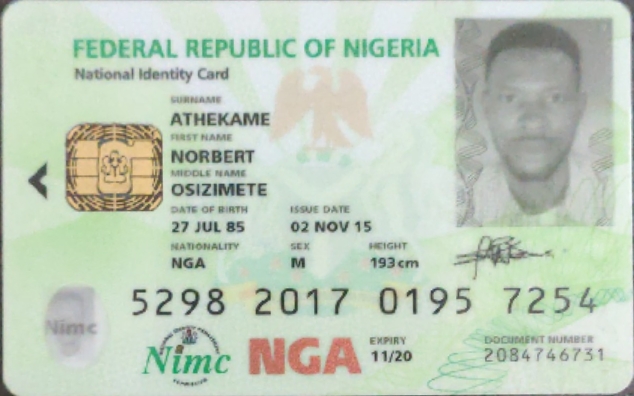 FEDERAL REPUBLIC OF NIGERIA
National Identity Card
SURNAME
ATHEKAME
FIRST NAME
NORBERT
MIDDLE NAME
OSIZIMETE
DATE OF BIRTH ISSUE DATE
27 JUL 85 02 NOV 15
NATIONALITY SEX HEIGHT
NGA M 193cm
5298 2017 0195 7254
Nimc
Nimc NGA
EXPIRY
11/20
DOCUMENT NUMBER
2084746731